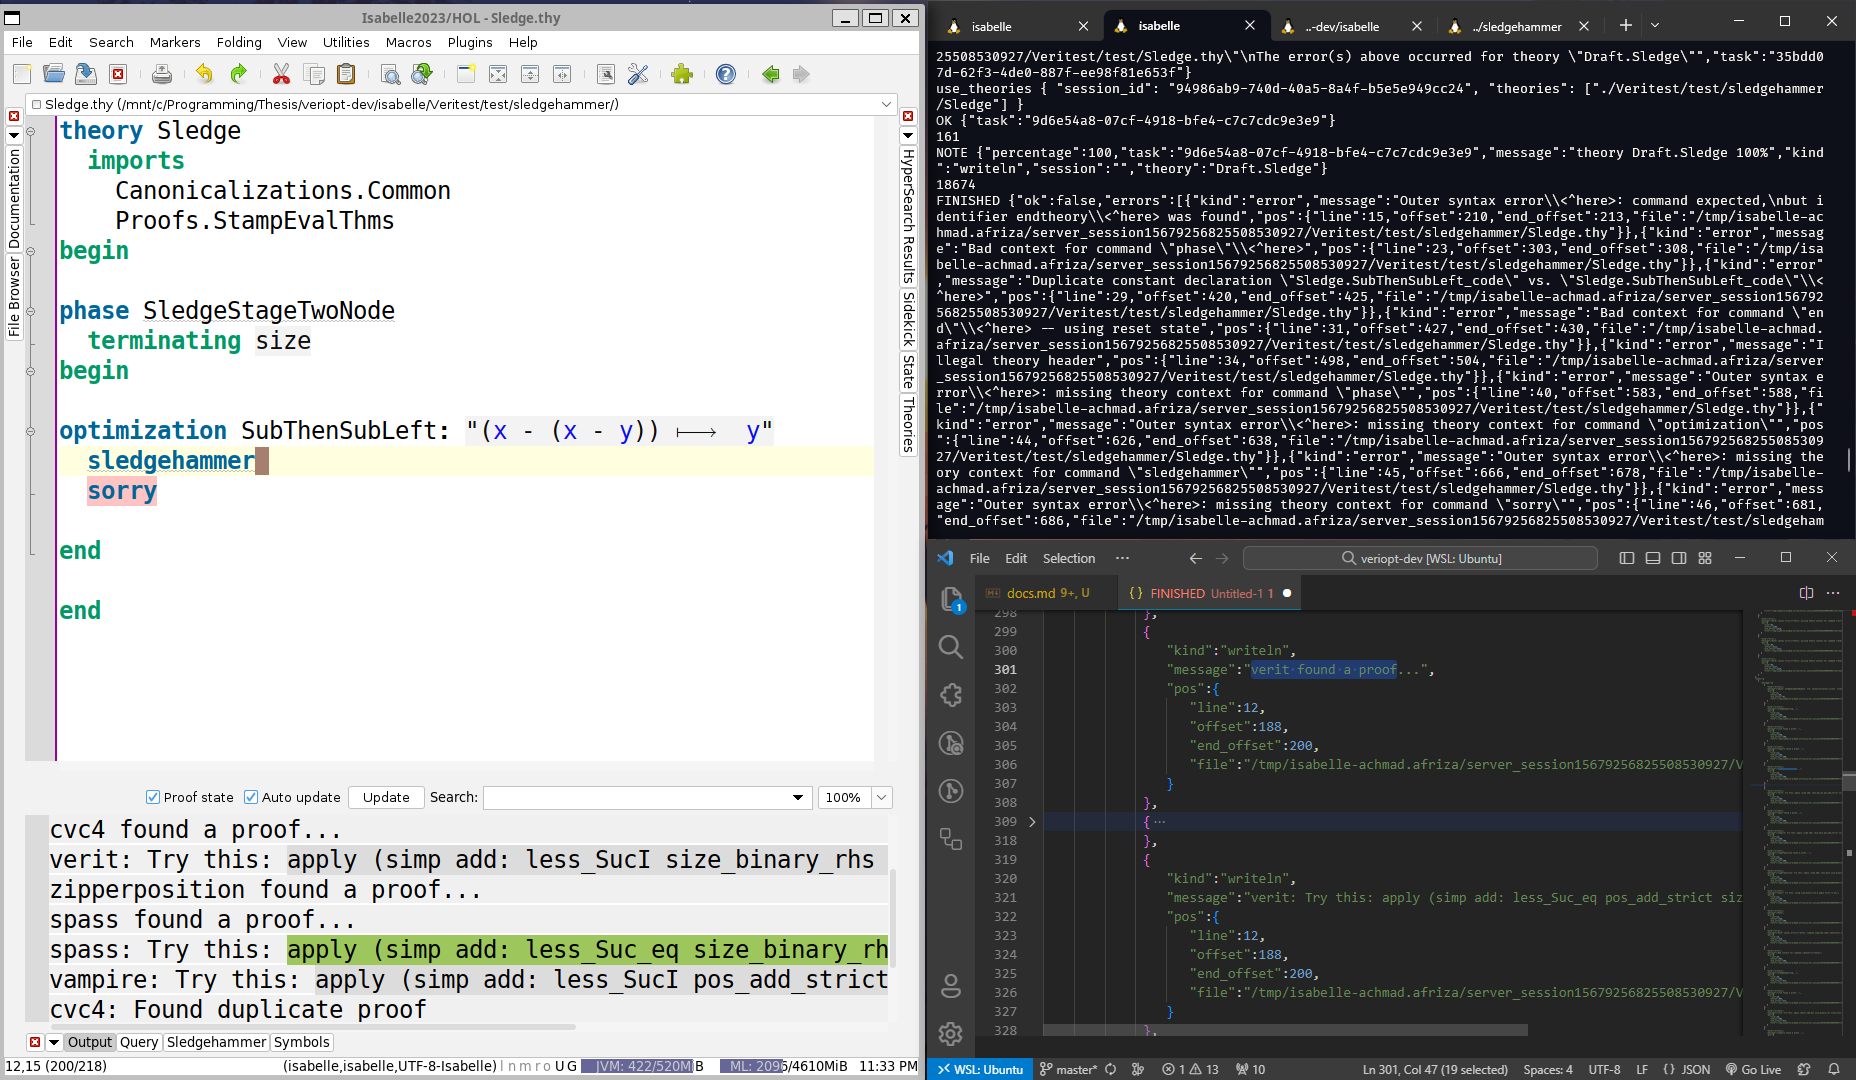 Isabelle2023/HOL - Sledge.thy
File Edit Search Markers Folding View Utilities Macros Plugins Help
Sledge.thy (/mnt/c/Programming/Thesis/veriopt-dev/isabelle/Veritest/test/sledgehammer/)
File Browser
Documentation
theory Sledge
imports
Canonicalizations.Common
Proofs.StampEvalThms
begin
phase SledgeStageTwoNode
terminating size
begin
optimization SubThenSubLeft: "(x - (x - y)) ⟼ y"
sledgehammer
sorry
end
end
HyperSearch Results
Sidekick
State
Theories
Proof state Auto update Update Search: 100%
cvc4 found a proof...
verit: Try this: apply (simp add: less_SucI size_binary_rhs
zipperposition found a proof...
spass found a proof...
spass: Try this: apply (simp add: less_Suc_eq size_binary_rh
vampire: Try this: apply (simp add: less_SucI pos_add_strict
cvc4: Found duplicate proof
Output Query Sledgehammer Symbols
12,15 (200/218) (isabelle,isabelle,UTF-8-Isabelle) l n m r o U G JVM: 422/520MiB ML: 2096/4610MiB 11:33 PM
isabelle isabelle ..-dev/isabelle ../sledgehammer
25508530927/Veritest/test/Sledge.thy\"\nThe error(s) above occurred for theory \"Draft.Sledge\"","task":"35bdd0
7d-62f3-4de0-887f-ee98f81e653f"}
use_theories { "session_id": "94986ab9-740d-40a5-8a4f-b5e5e949cc24", "theories": ["./Veritest/test/sledgehammer
/Sledge"] }
OK {"task":"9d6e54a8-07cf-4918-bfe4-c7c7cdc9e3e9"}
161
NOTE {"percentage":100,"task":"9d6e54a8-07cf-4918-bfe4-c7c7cdc9e3e9","message":"theory Draft.Sledge 100%","kind
":"writeln","session":"","theory":"Draft.Sledge"}
18674
FINISHED {"ok":false,"errors":[{"kind":"error","message":"Outer syntax error\\<^here>: command expected,\nbut i
dentifier endtheory\\<^here> was found","pos":{"line":15,"offset":210,"end_offset":213,"file":"/tmp/isabelle-ac
hmad.afriza/server_session15679256825508530927/Veritest/test/sledgehammer/Sledge.thy"}},{"kind":"error","messag
e":"Bad context for command \"phase\"\\<^here>","pos":{"line":23,"offset":303,"end_offset":308,"file":"/tmp/isa
belle-achmad.afriza/server_session15679256825508530927/Veritest/test/sledgehammer/Sledge.thy"}},{"kind":"error"
,"message":"Duplicate constant declaration \"Sledge.SubThenSubLeft_code\" vs. \"Sledge.SubThenSubLeft_code\"\\<
^here>","pos":{"line":29,"offset":420,"end_offset":425,"file":"/tmp/isabelle-achmad.afriza/server_session156792
56825508530927/Veritest/test/sledgehammer/Sledge.thy"}},{"kind":"error","message":"Bad context for command \"en
d\"\\<^here> -- using reset state","pos":{"line":31,"offset":427,"end_offset":430,"file":"/tmp/isabelle-achmad.
afriza/server_session15679256825508530927/Veritest/test/sledgehammer/Sledge.thy"}},{"kind":"error","message":"I
llegal theory header","pos":{"line":34,"offset":498,"end_offset":504,"file":"/tmp/isabelle-achmad.afriza/server
_session15679256825508530927/Veritest/test/sledgehammer/Sledge.thy"}},{"kind":"error","message":"Outer syntax e
rror\\<^here>: missing theory context for command \"phase\"","pos":{"line":40,"offset":583,"end_offset":588,"fi
le":"/tmp/isabelle-achmad.afriza/server_session15679256825508530927/Veritest/test/sledgehammer/Sledge.thy"}},{"
kind":"error","message":"Outer syntax error\\<^here>: missing theory context for command \"optimization\"","pos
":{"line":44,"offset":626,"end_offset":638,"file":"/tmp/isabelle-achmad.afriza/server_session156792568255085309
27/Veritest/test/sledgehammer/Sledge.thy"}},{"kind":"error","message":"Outer syntax error\\<^here>: missing the
ory context for command \"sledgehammer\"","pos":{"line":45,"offset":666,"end_offset":678,"file":"/tmp/isabelle-
achmad.afriza/server_session15679256825508530927/Veritest/test/sledgehammer/Sledge.thy"}},{"kind":"error","mess
age":"Outer syntax error\\<^here>: missing theory context for command \"sorry\"","pos":{"line":46,"offset":681,
"end_offset":686,"file":"/tmp/isabelle-achmad.afriza/server_session15679256825508530927/Veritest/test/sledgeham
File Edit Selection ··· veriopt-dev [WSL: Ubuntu]
1
docs.md 9+, U {} FINISHED Untitled-1 1
298 },
299 {
300 "kind":"writeln",
301 "message":"verit found a proof...",
302 "pos":{
303 "line":12,
304 "offset":188,
305 "end_offset":200,
306 "file":"/tmp/isabelle-achmad.afriza/server_session15679256825508530927/V
307 }
308 },
309 { ···
318 },
319 {
320 "kind":"writeln",
321 "message":"verit: Try this: apply (simp add: less_Suc_eq pos_add_strict siz
322 "pos":{
323 "line":12,
324 "offset":188,
325 "end_offset":200,
326 "file":"/tmp/isabelle-achmad.afriza/server_session15679256825508530927/V
327 }
328 },
WSL: Ubuntu master* 1 13 10 Ln 301, Col 47 (19 selected) Spaces: 4 UTF-8 LF {} JSON Go Live